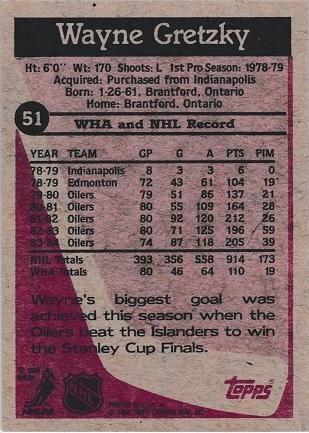 Wayne Gretzky
Ht: 6'0" Wt: 170 Shoots: L 1st Pro Season: 1978-79
Acquired: Purchased from Indianapolis
Born: 1-26-61, Brantford, Ontario
Home: Brantford, Ontario
51
WHA and NHL Record
YEAR TEAM GP G A PTS PIM
78-79 Indianapolis 8 3 3 6 0
78-79 Edmonton 72 43 61 104 19
79-80 Oilers 79 51 86 137 21
80-81 Oilers 80 55 109 164 28
81-82 Oilers 80 92 120 212 26
82-83 Oilers 80 71 125 196 59
83-84 Oilers 74 87 118 205 39
NHL Totals 393 356 558 914 173
WHA Totals 80 46 64 110 19
Wayne's biggest goal was
achieved this season when the
Oilers beat the Islanders to win
the Stanley Cup Finals.
NHLPA
NHL
topps